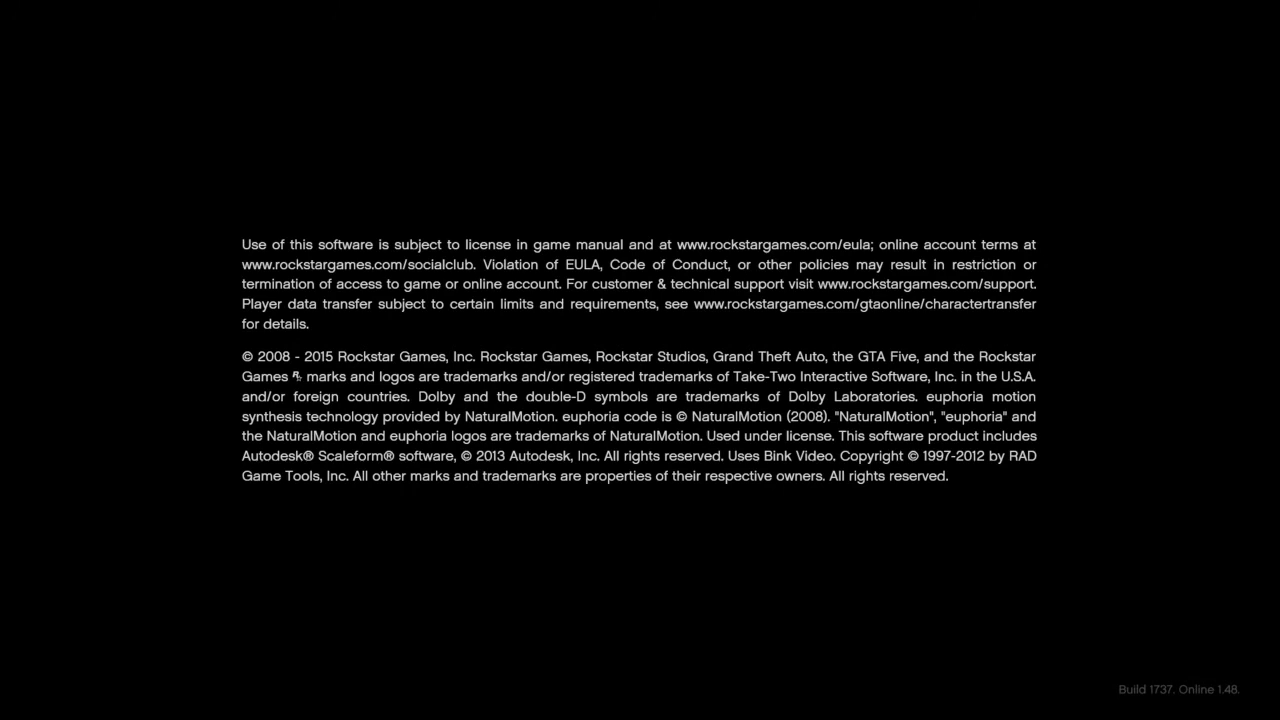 Use of this software is subject to license in game manual and at www.rockstargames.com/eula; online account terms at
www.rockstargames.com/socialclub. Violation of EULA, Code of Conduct, or other policies may result in restriction or
termination of access to game or online account. For customer & technical support visit www.rockstargames.com/support.
Player data transfer subject to certain limits and requirements, see www.rockstargames.com/gtaonline/charactertransfer
for details.
© 2008 - 2015 Rockstar Games, Inc. Rockstar Games, Rockstar Studios, Grand Theft Auto, the GTA Five, and the Rockstar
Games R* marks and logos are trademarks and/or registered trademarks of Take-Two Interactive Software, Inc. in the U.S.A.
and/or foreign countries. Dolby and the double-D symbols are trademarks of Dolby Laboratories. euphoria motion
synthesis technology provided by NaturalMotion. euphoria code is © NaturalMotion (2008). "NaturalMotion", "euphoria" and
the NaturalMotion and euphoria logos are trademarks of NaturalMotion. Used under license. This software product includes
Autodesk® Scaleform® software, © 2013 Autodesk, Inc. All rights reserved. Uses Bink Video. Copyright © 1997-2012 by RAD
Game Tools, Inc. All other marks and trademarks are properties of their respective owners. All rights reserved.
Build 1737. Online 1.48.